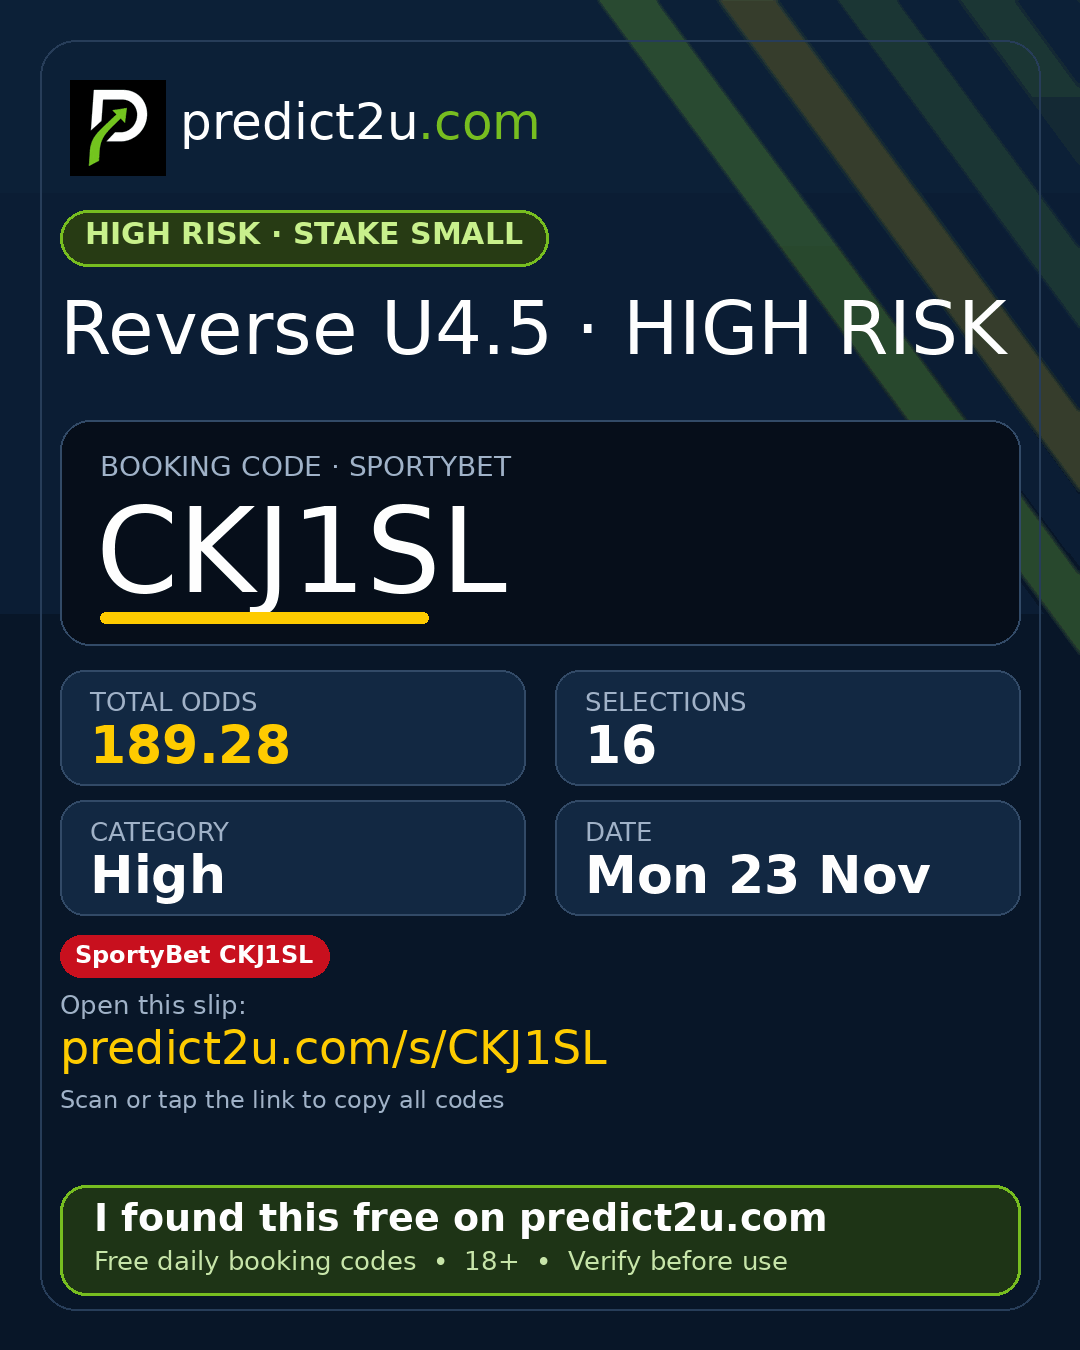 predict2u.com
HIGH RISK · STAKE SMALL
Reverse U4.5 · HIGH RISK
BOOKING CODE · SPORTYBET
CKJ1SL
TOTAL ODDS
189.28
SELECTIONS
16
CATEGORY
High
DATE
Mon 23 Nov
SportyBet CKJ1SL
Open this slip:
predict2u.com/s/CKJ1SL
Scan or tap the link to copy all codes
I found this free on predict2u.com
Free daily booking codes • 18+ • Verify before use